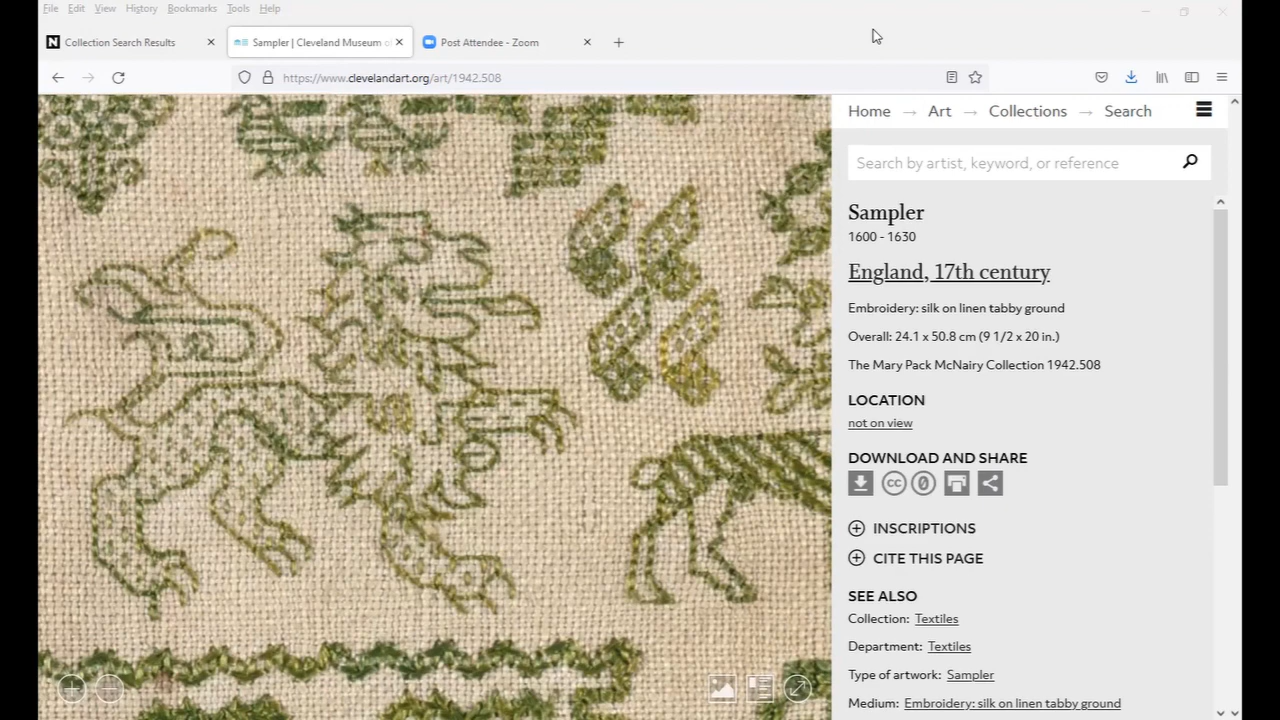 File Edit View History Bookmarks Tools Help
Collection Search Results
Sampler | Cleveland Museum o
Post Attendee - Zoom
https://www.clevelandart.org/art/1942.508
Home → Art → Collections → Search
Search by artist, keyword, or reference
Sampler
1600 - 1630
England, 17th century
Embroidery: silk on linen tabby ground
Overall: 24.1 x 50.8 cm (9 1/2 x 20 in.)
The Mary Pack McNairy Collection 1942.508
LOCATION
not on view
DOWNLOAD AND SHARE
cc 0
INSCRIPTIONS
CITE THIS PAGE
SEE ALSO
Collection: Textiles
Department: Textiles
Type of artwork: Sampler
Medium: Embroidery: silk on linen tabby ground